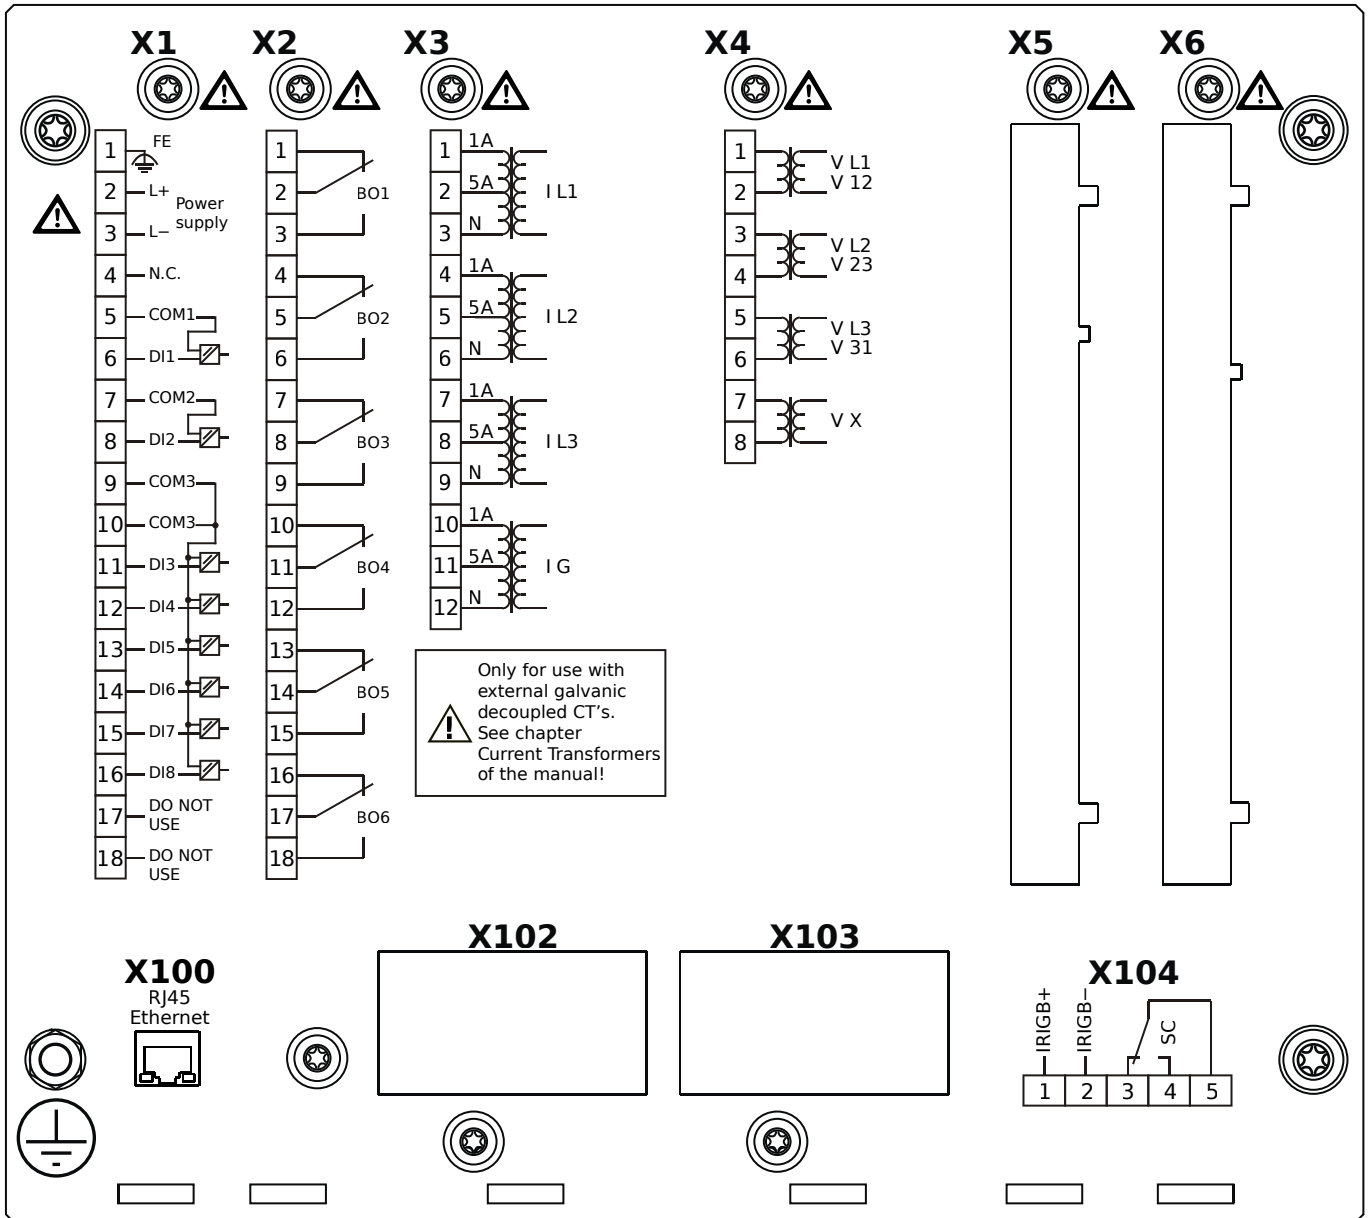 X1
X2
X3
X4
X5
X6
1 FE
2 L+
Power
supply
3 L−
4 N.C.
5 COM1
6 DI1
7 COM2
8 DI2
9 COM3
10 COM3
11 DI3
12 DI4
13 DI5
14 DI6
15 DI7
16 DI8
17 DO NOT
USE
18 DO NOT
USE
1
2 BO1
3
4
5 BO2
6
7
8 BO3
9
10
11 BO4
12
13
14 BO5
15
16
17 BO6
18
1 1A
2 5A I L1
3 N
4 1A
5 5A I L2
6 N
7 1A
8 5A I L3
9 N
10 1A
11 5A I G
12 N
Only for use with
external galvanic
decoupled CT's.
See chapter
Current Transformers
of the manual!
1 V L1
2 V 12
3 V L2
4 V 23
5 V L3
6 V 31
7 V X
8
X100
RJ45
Ethernet
X102
X103
X104
IRIGB+
IRIGB−
SC
1 2 3 4 5